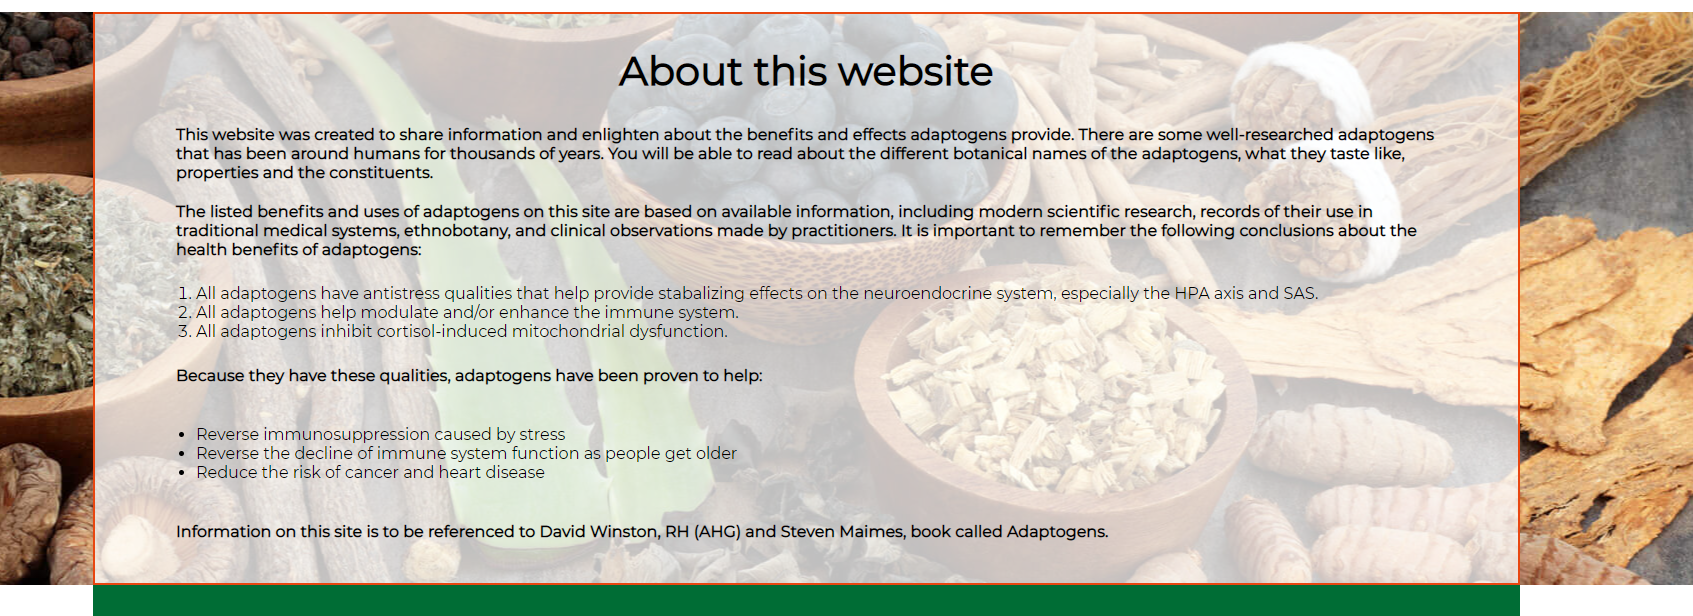 About this website
This website was created to share information and enlighten about the benefits and effects adaptogens provide. There are some well-researched adaptogens
that has been around humans for thousands of years. You will be able to read about the different botanical names of the adaptogens, what they taste like,
properties and the constituents.
The listed benefits and uses of adaptogens on this site are based on available information, including modern scientific research, records of their use in
traditional medical systems, ethnobotany, and clinical observations made by practitioners. It is important to remember the following conclusions about the
health benefits of adaptogens:
1. All adaptogens have antistress qualities that help provide stabalizing effects on the neuroendocrine system, especially the HPA axis and SAS.
2. All adaptogens help modulate and/or enhance the immune system.
3. All adaptogens inhibit cortisol-induced mitochondrial dysfunction.
Because they have these qualities, adaptogens have been proven to help:
• Reverse immunosuppression caused by stress
• Reverse the decline of immune system function as people get older
• Reduce the risk of cancer and heart disease
Information on this site is to be referenced to David Winston, RH (AHG) and Steven Maimes, book called Adaptogens.